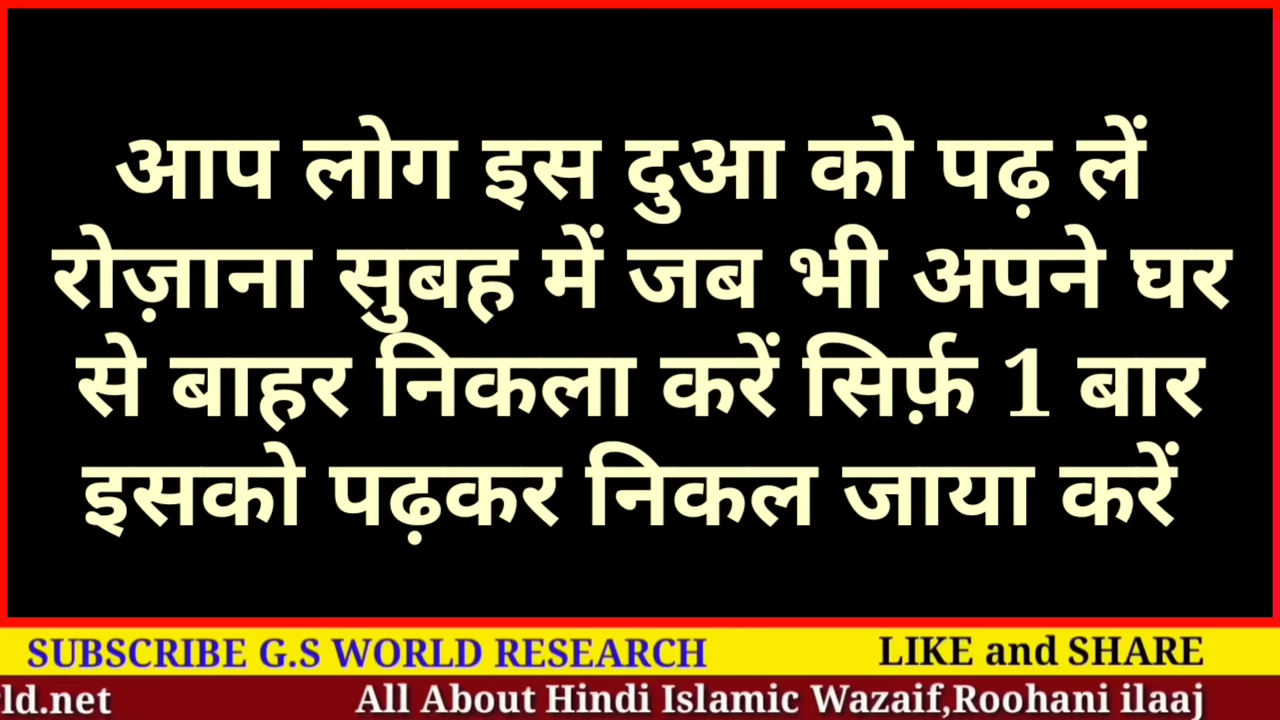 आप लोग इस दुआ को पढ़ लें
रोज़ाना सुबह में जब भी अपने घर
से बाहर निकला करें सिर्फ़ 1 बार
इसको पढ़कर निकल जाया करें
SUBSCRIBE G.S WORLD RESEARCH LIKE and SHARE
ld.net All About Hindi Islamic Wazaif,Roohani ilaaj